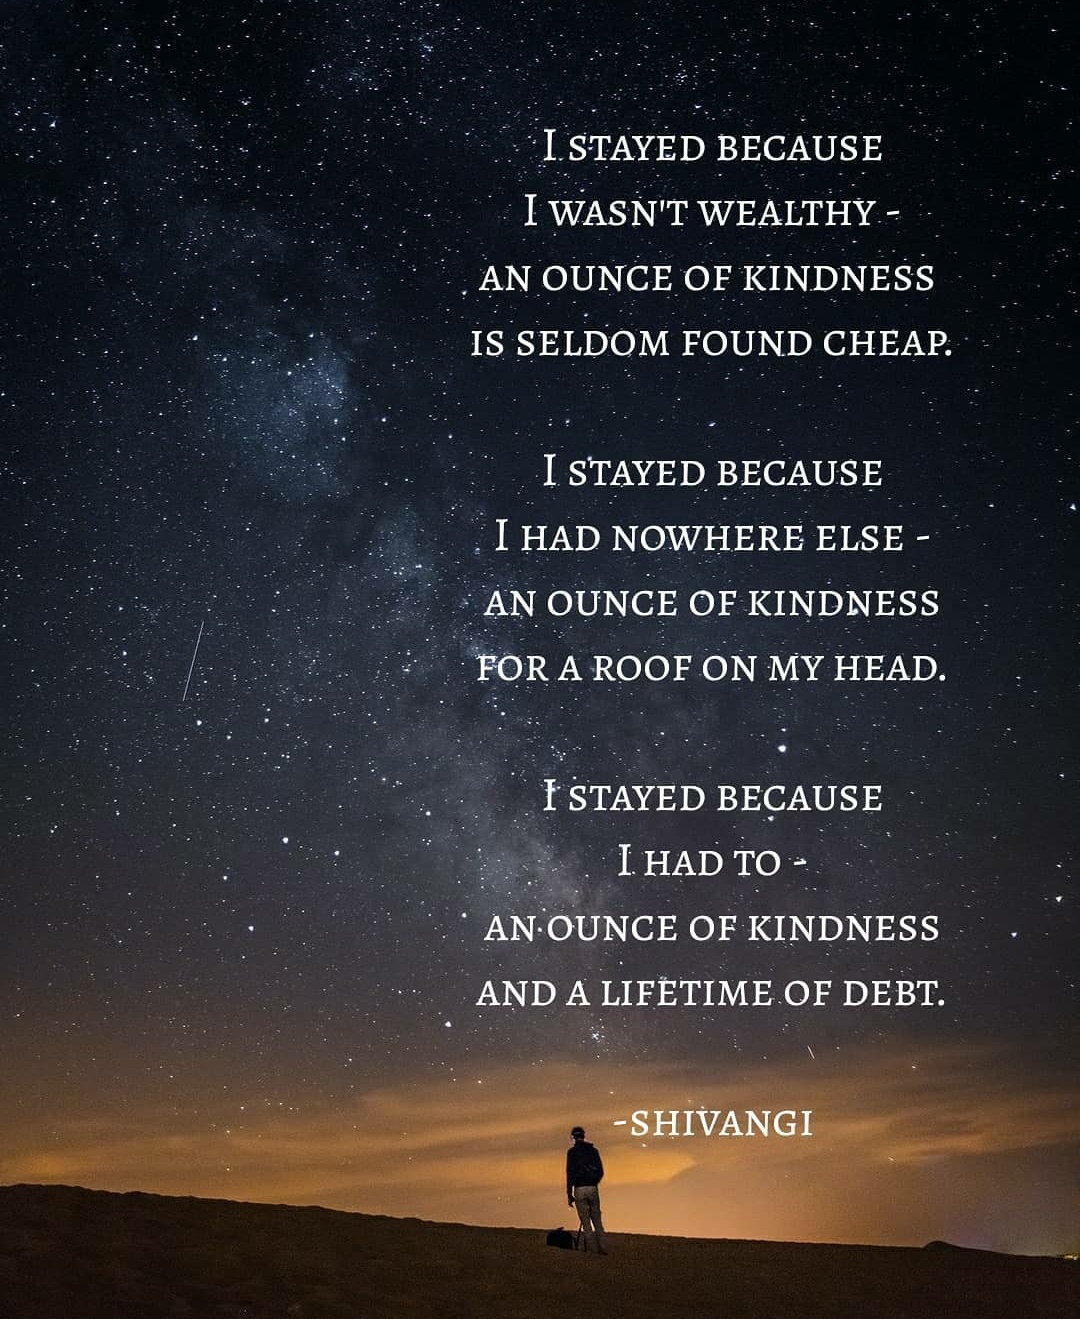 I STAYED BECAUSE
I WASN'T WEALTHY -
AN OUNCE OF KINDNESS
IS SELDOM FOUND CHEAP.
I STAYED BECAUSE
I HAD NOWHERE ELSE -
AN OUNCE OF KINDNESS
FOR A ROOF ON MY HEAD.
I STAYED BECAUSE
I HAD TO -
AN OUNCE OF KINDNESS
AND A LIFETIME OF DEBT.
-SHIVANGI